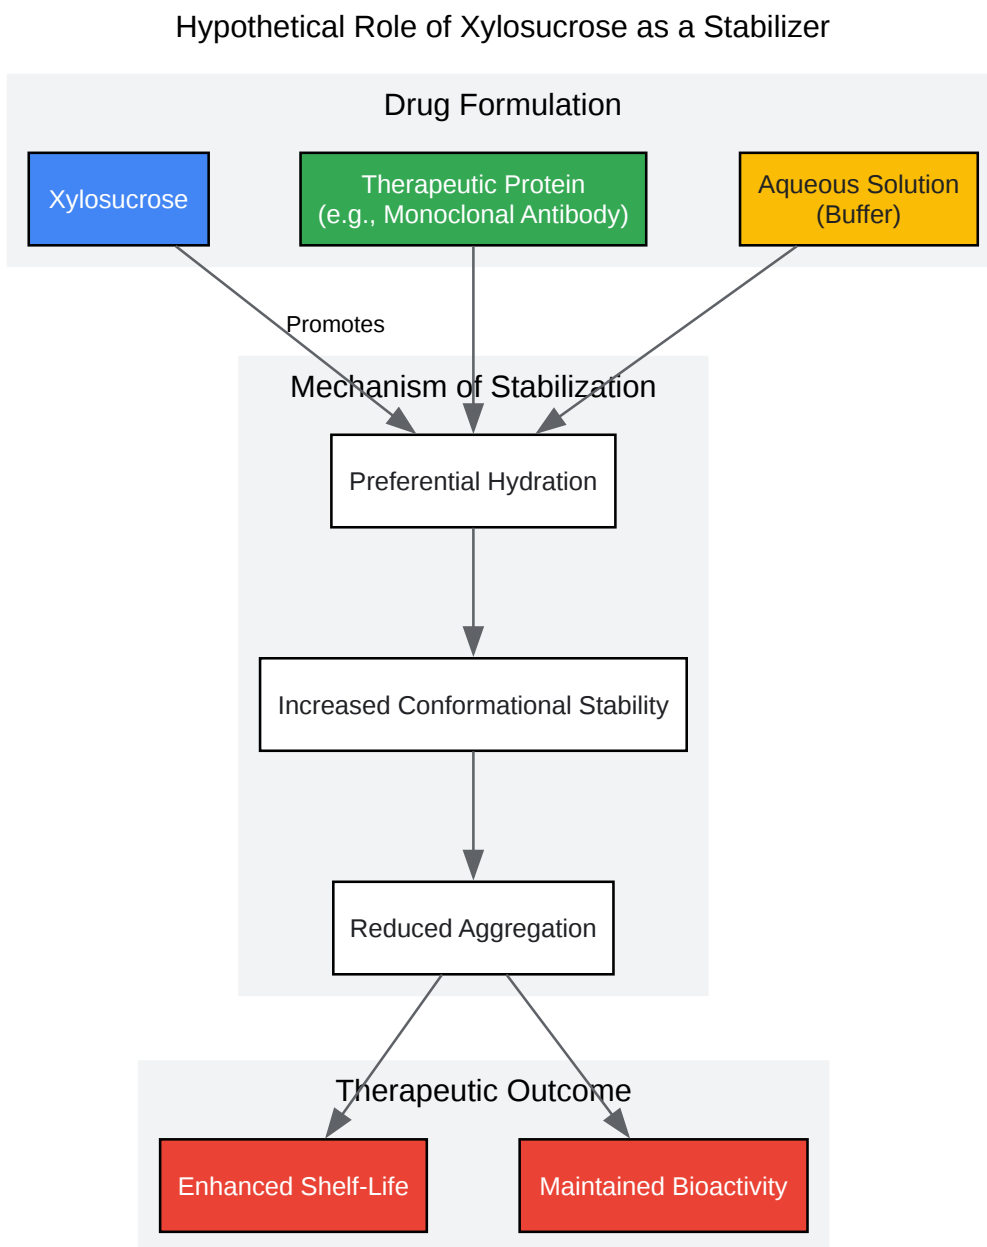 Hypothetical Role of Xylosucrose as a Stabilizer
Drug Formulation
Xylosucrose
Therapeutic Protein
(e.g., Monoclonal Antibody)
Aqueous Solution
(Buffer)
Promotes
Mechanism of Stabilization
Preferential Hydration
Increased Conformational Stability
Reduced Aggregation
Therapeutic Outcome
Enhanced Shelf-Life
Maintained Bioactivity